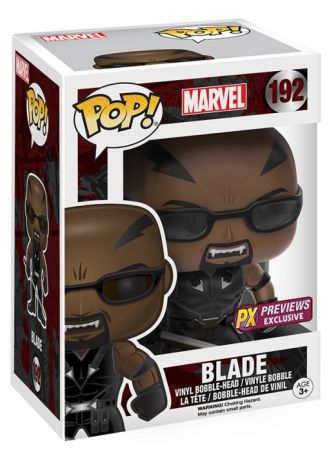 POP!
MARVEL
192
POP!
PX PREVIEWS
EXCLUSIVE
BLADE
BLADE
VINYL BOBBLE-HEAD / VINYLE BOBBLE
LA TÊTE / BOBBLE-HEAD DE VINIL
WARNING! Choking Hazard.
May contain small parts.
AGE
3+